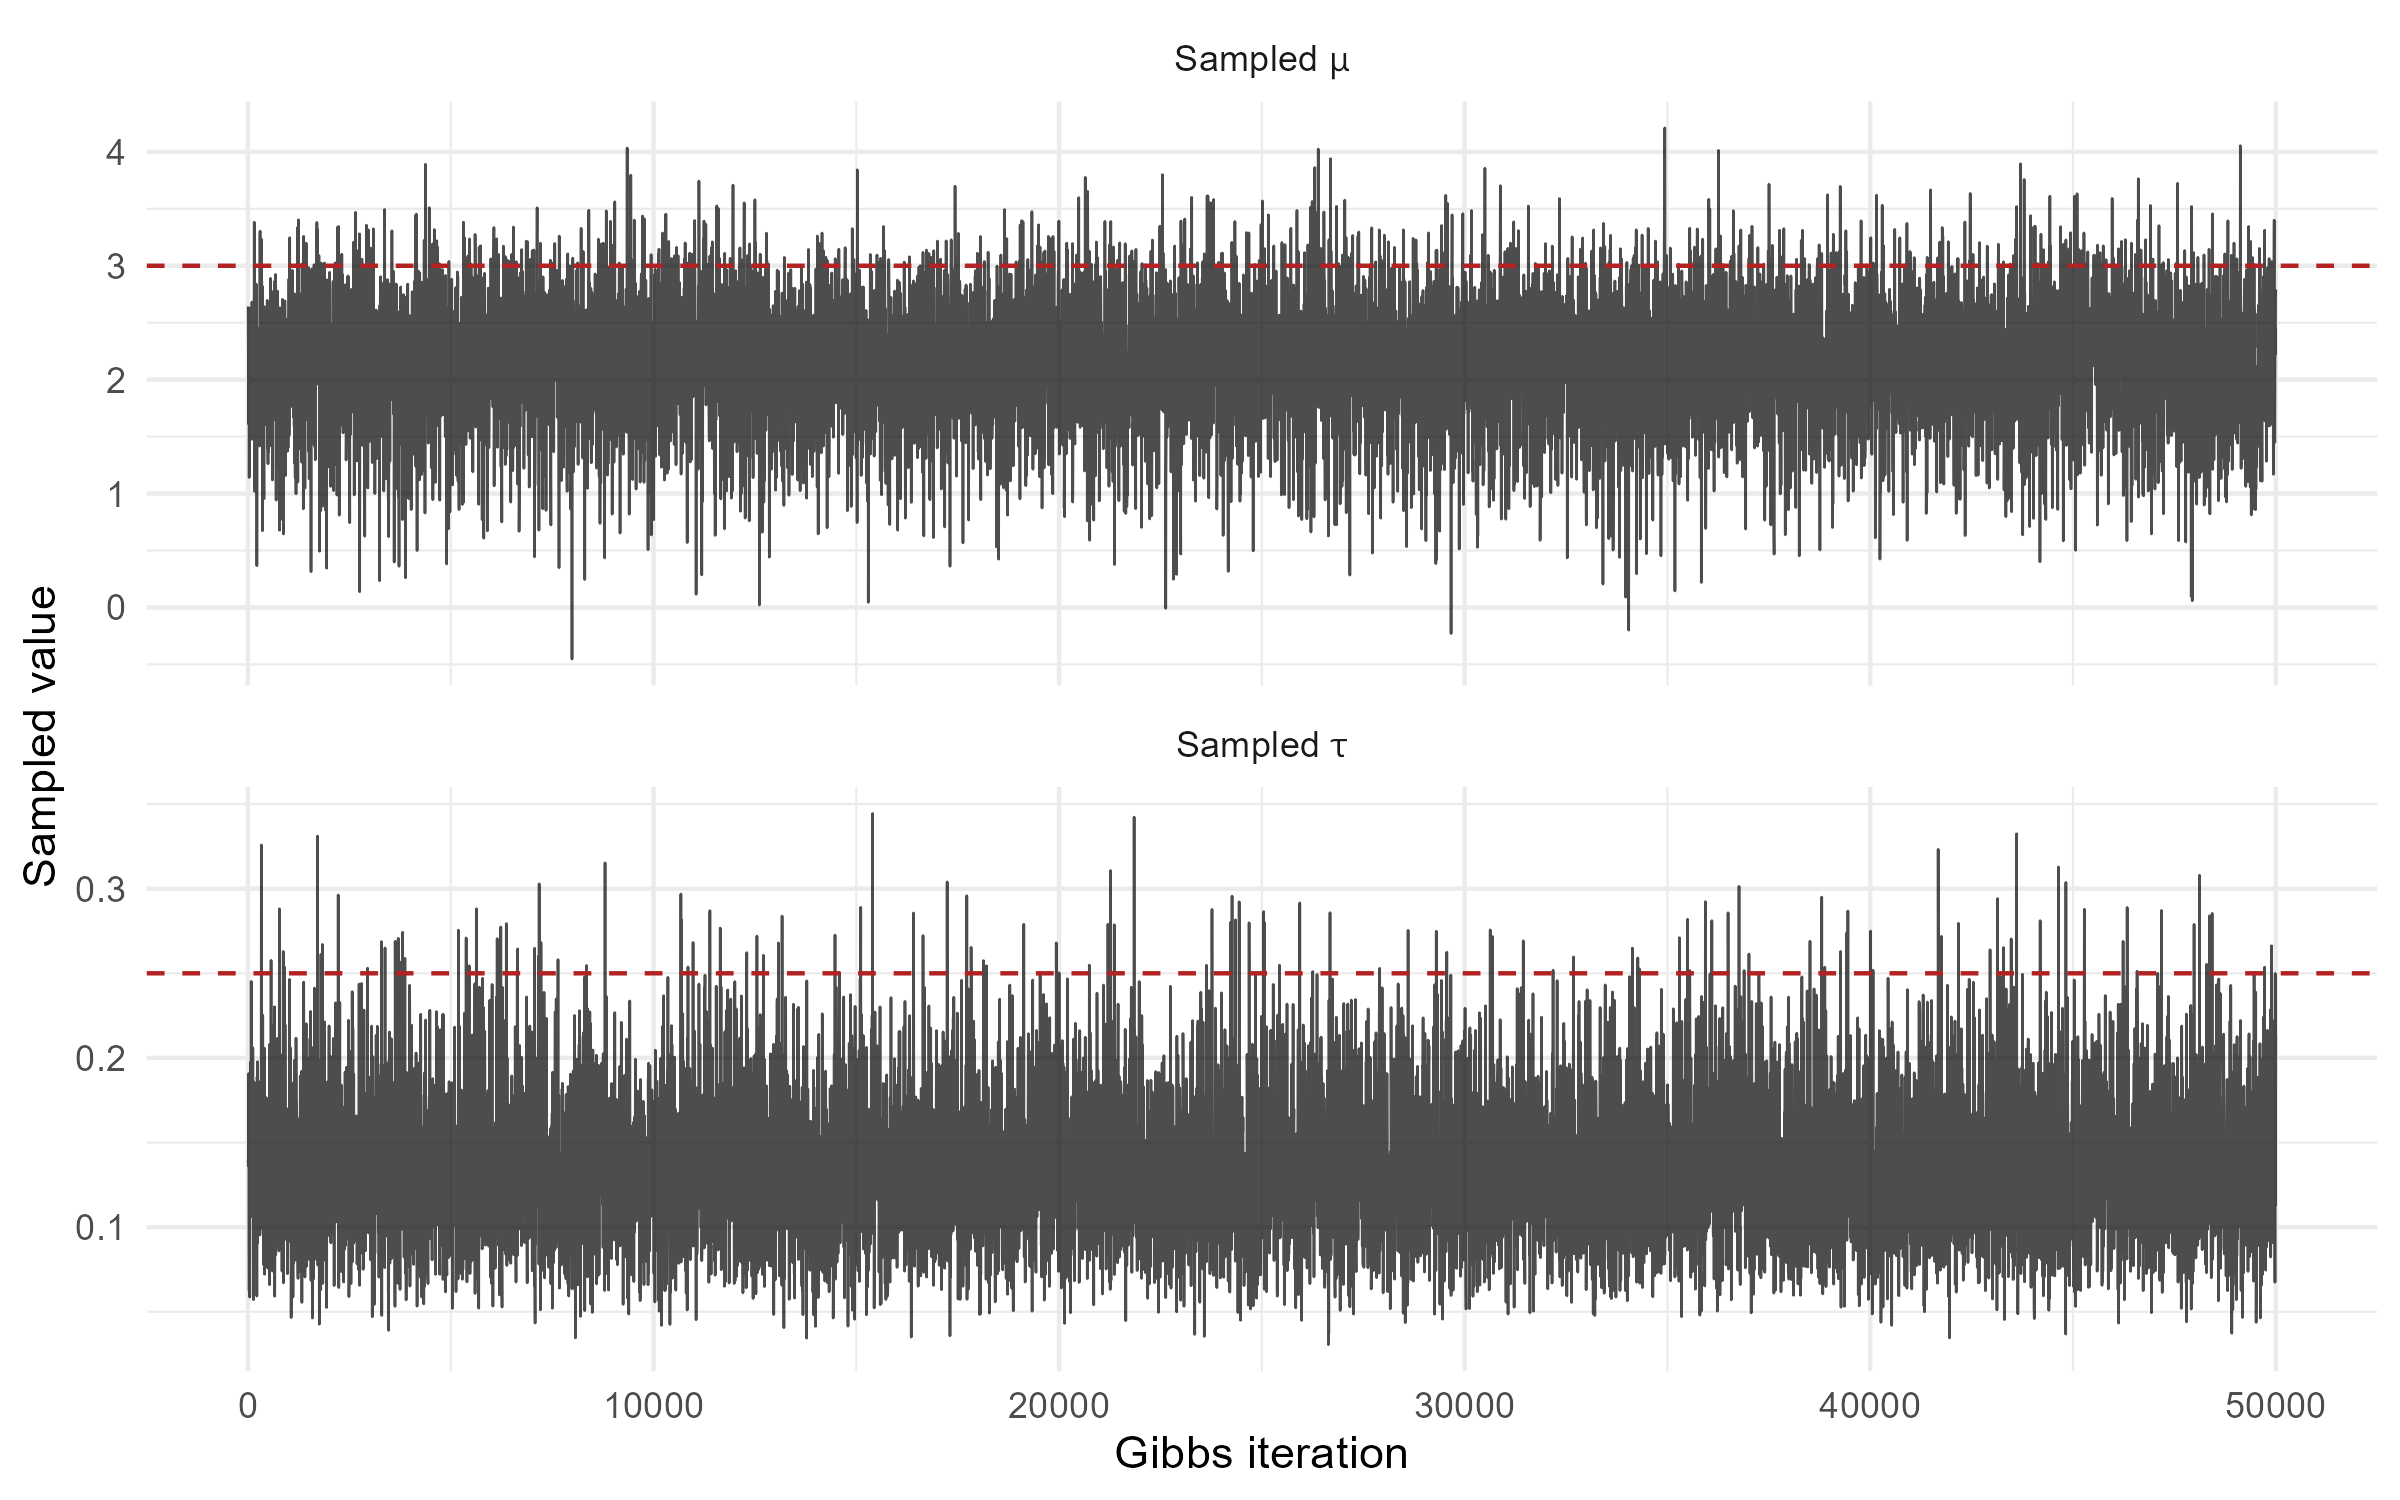 Sampled μ
4
3
2
1
0
Sampled value
Sampled τ
0.3
0.2
0.1
0 10000 20000 30000 40000 50000
Gibbs iteration